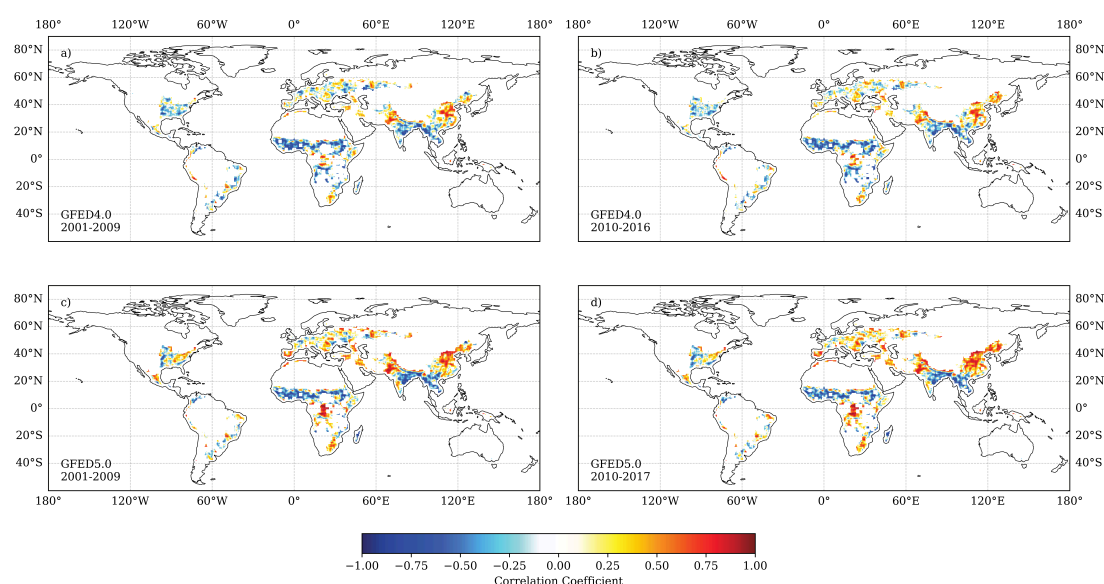 180° 120°W 60°W 0° 60°E 120°E 180° 120°W 60°W 0° 60°E 120°E 180°
80°N a) b) 80°N
60°N 60°N
40°N 40°N
20°N 20°N
0° 0°
20°S 20°S
40°S GFED4.0 GFED4.0 40°S
2001-2009 2010-2016
80°N c) d) 80°N
60°N 60°N
40°N 40°N
20°N 20°N
0° 0°
20°S 20°S
40°S GFED5.0 GFED5.0 40°S
2001-2009 2010-2017
180° 120°W 60°W 0° 60°E 120°E 180° 120°W 60°W 0° 60°E 120°E 180°
−1.00 −0.75 −0.50 −0.25 0.00 0.25 0.50 0.75 1.00
Correlation Coefficient